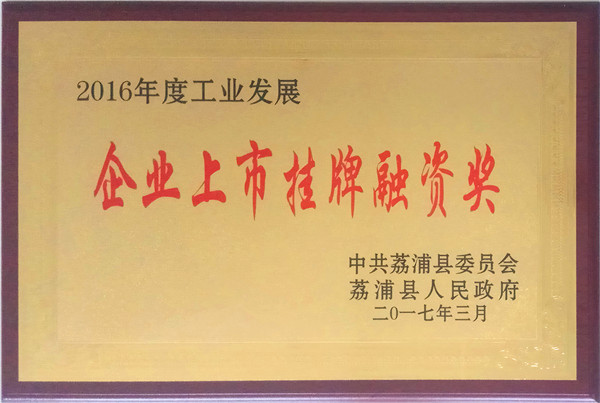 2016年度工业发展
企业上市挂牌融资奖
中共荔浦县委员会
荔浦县人民政府
二〇一七年三月